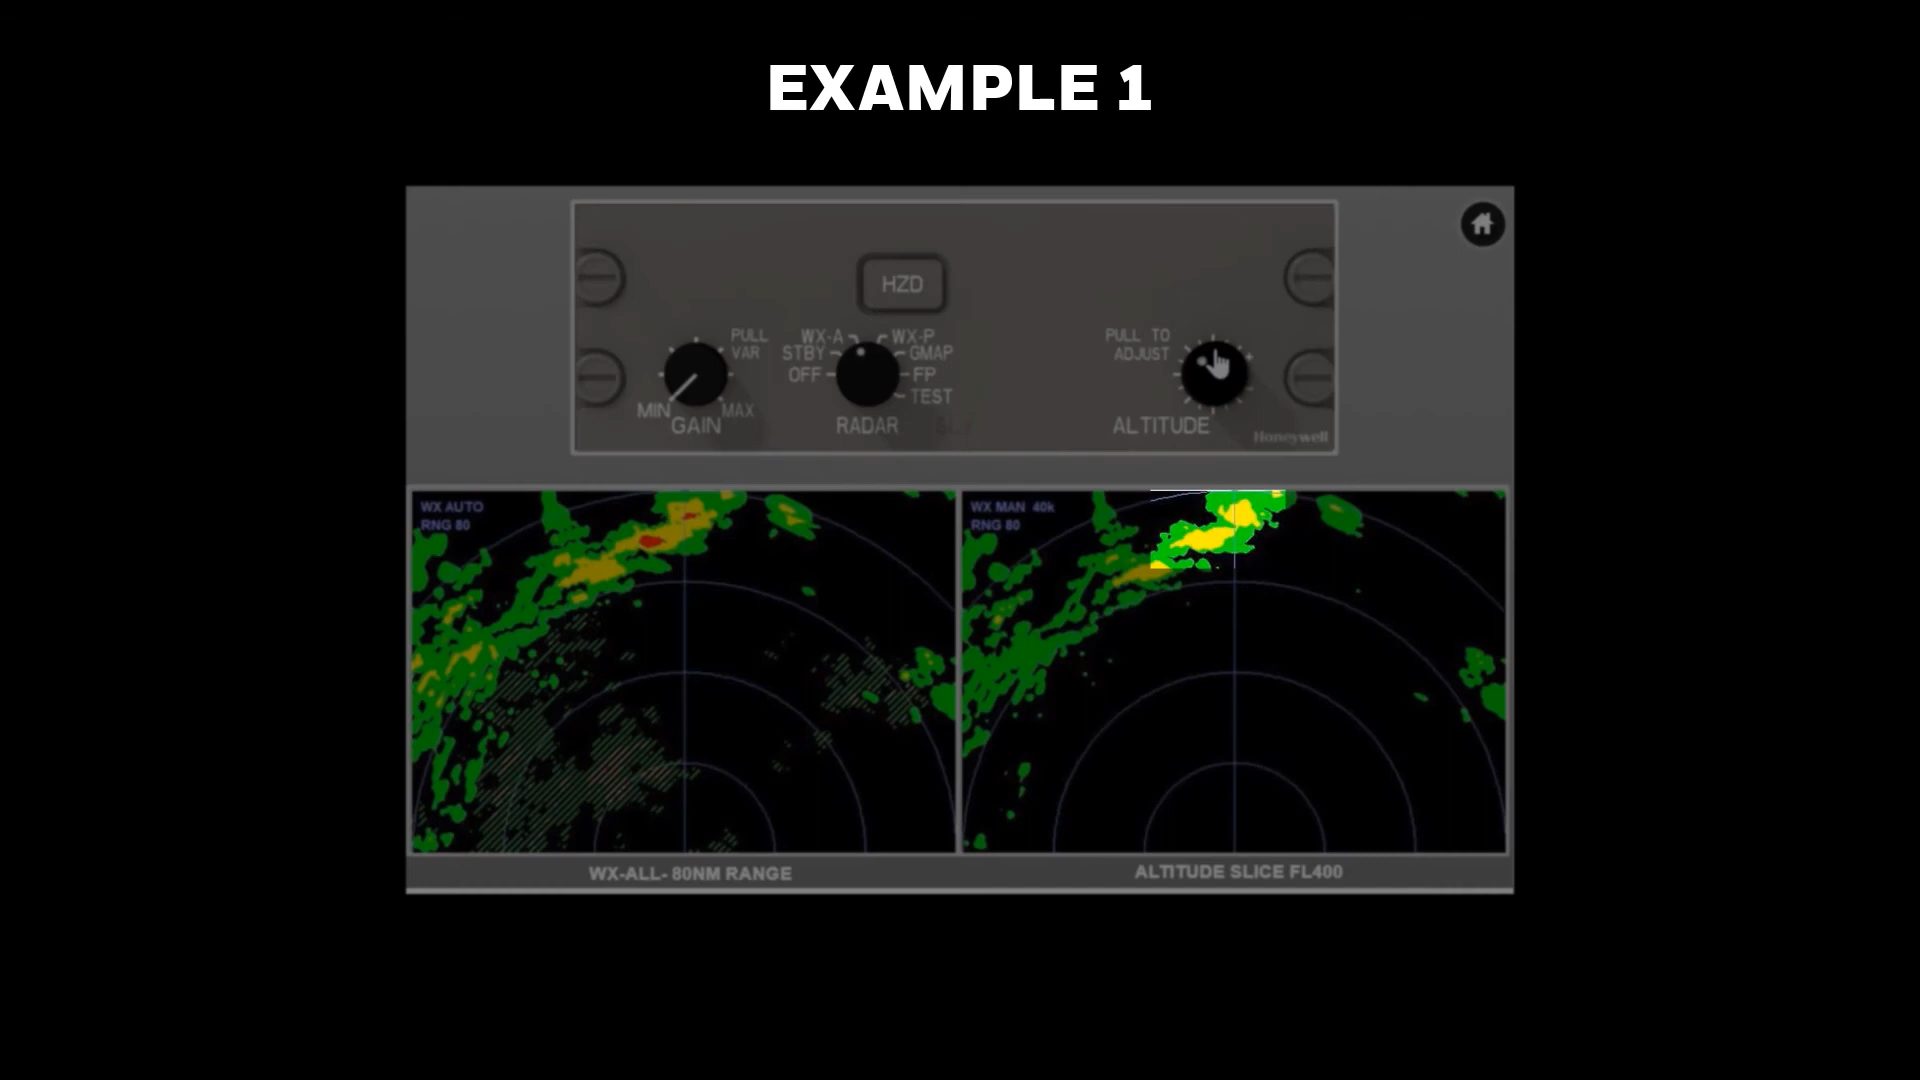 EXAMPLE 1
HZD
PULL
VAR
MIN
MAX
GAIN
WX-A
WX-P
STBY
GMAP
OFF
FP
TEST
RADAR
PULL TO
ADJUST
ALTITUDE
Honeywell
WX AUTO
RNG 80
WX MAN 40k
RNG 80
WX-ALL- 80NM RANGE
ALTITUDE SLICE FL400